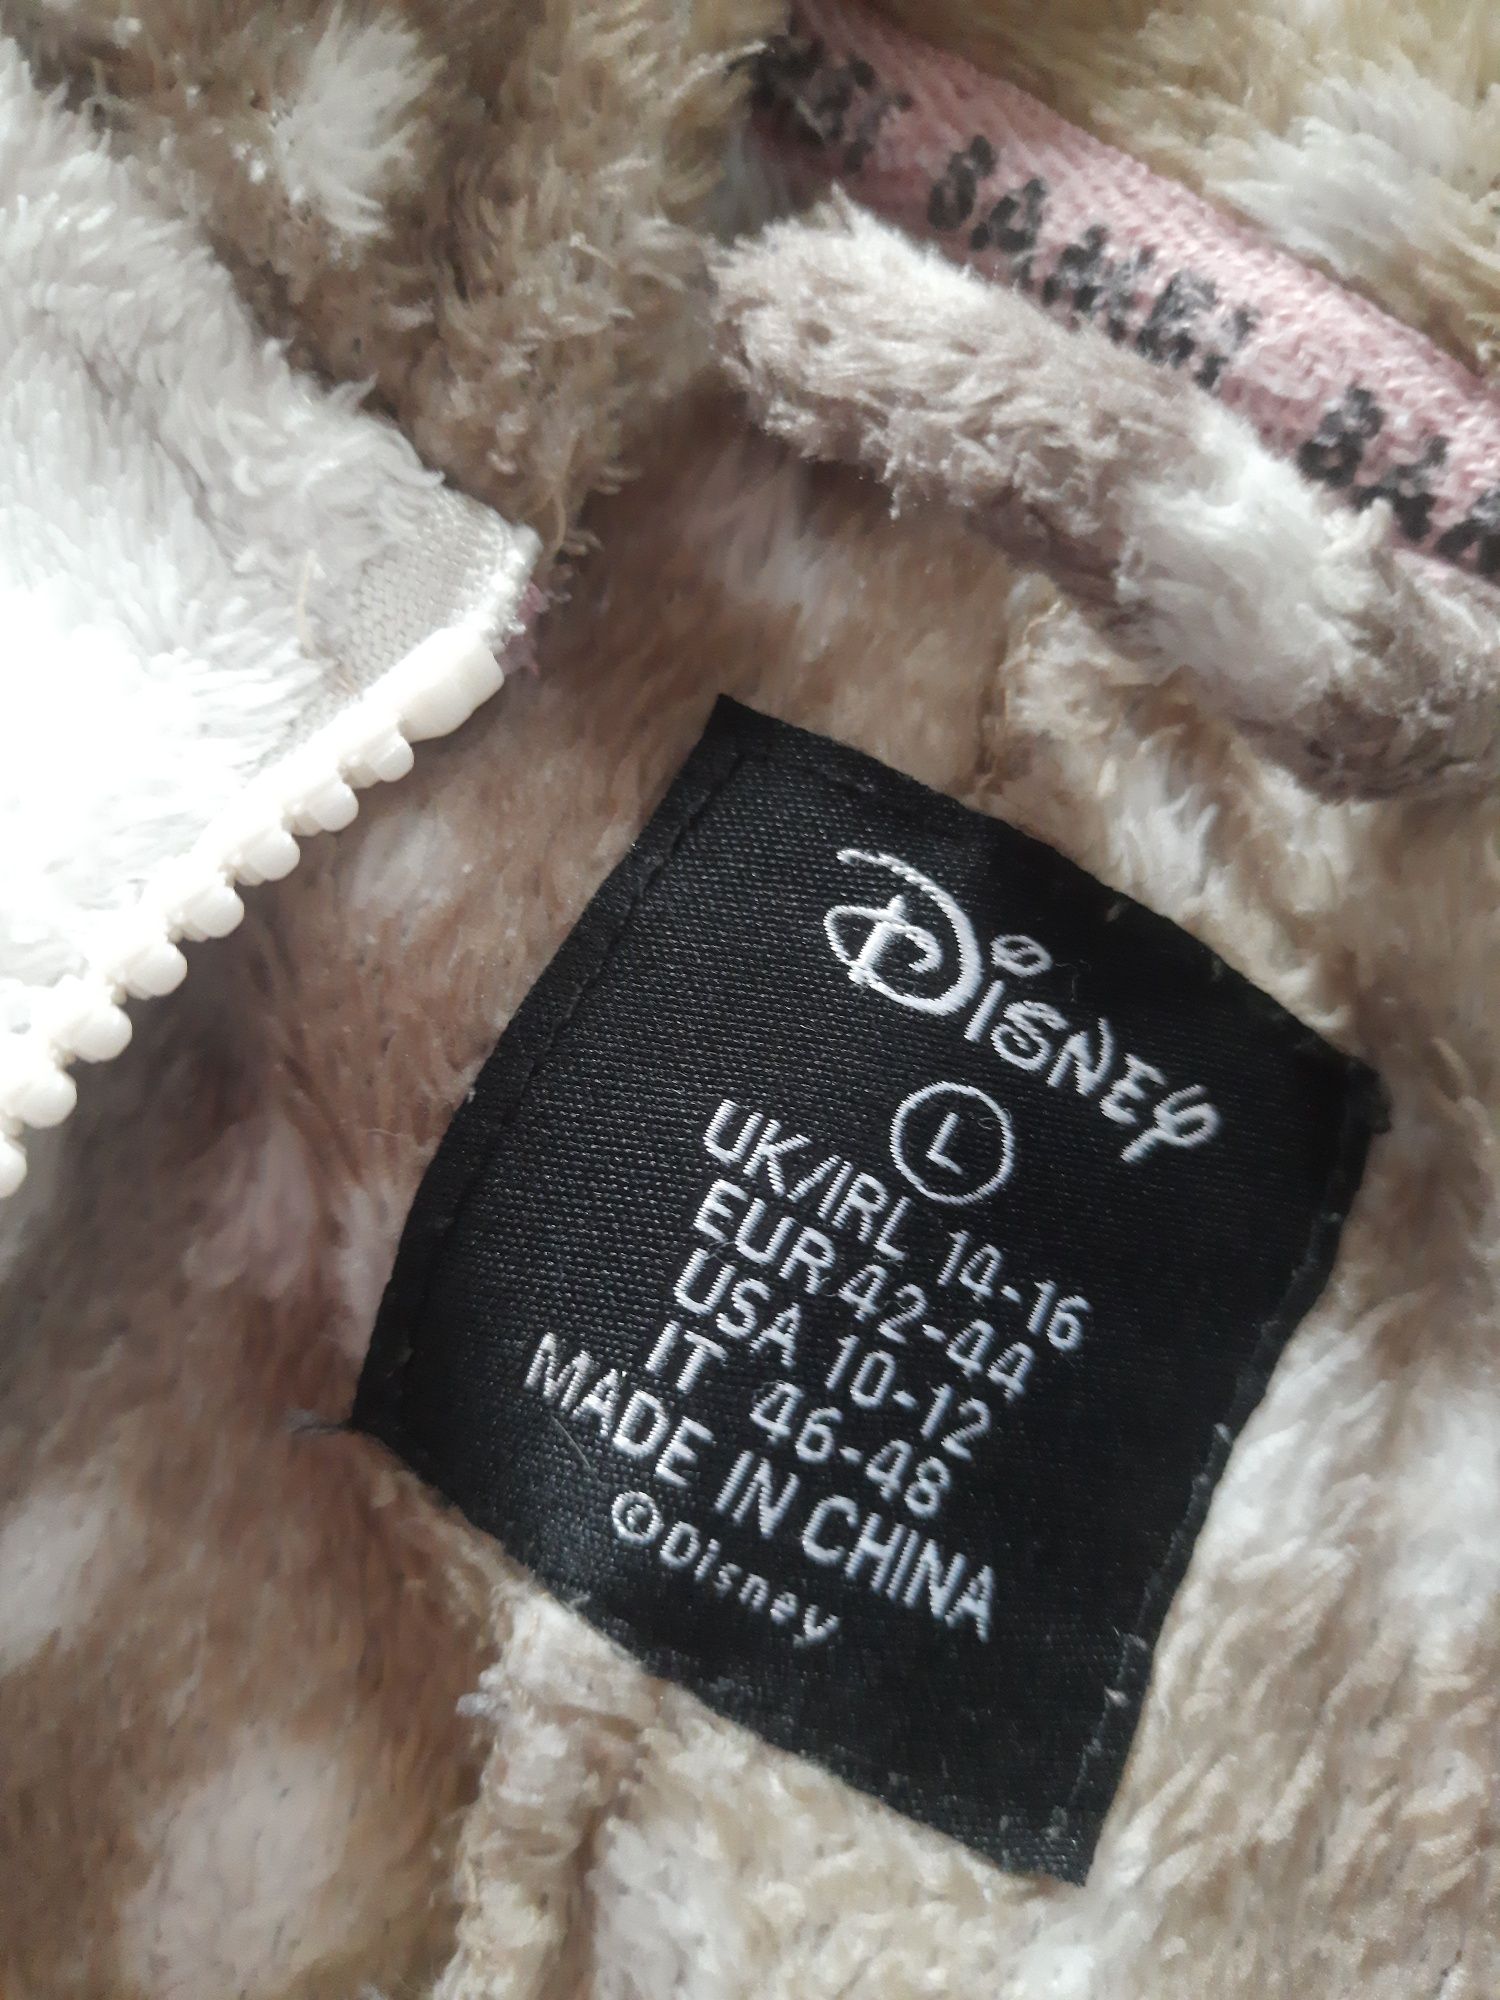 Disney
L
UK/IRL 14-16
EUR 42-44
USA 10-12
IT 46-48
MADE IN CHINA
©Disney